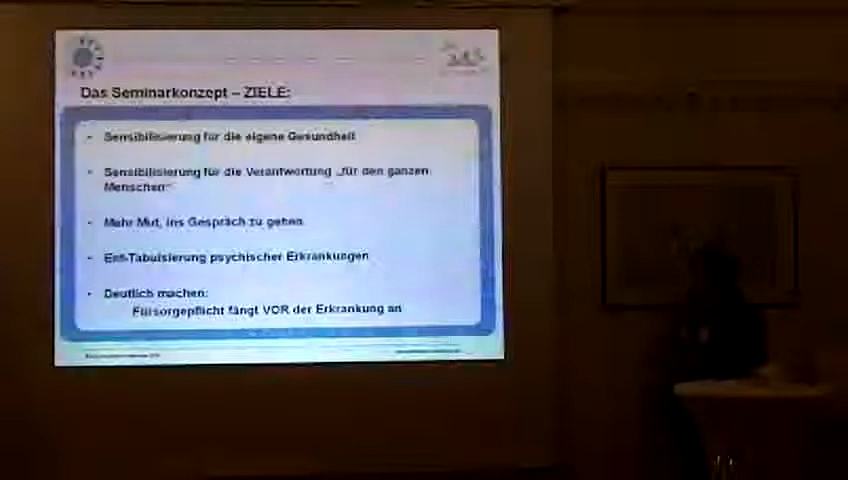 Das Seminarkonzept – ZIELE:
- Sensibilisierung für die eigene Gesundheit
- Sensibilisierung für die Verantwortung „für den ganzen
Menschen“
- Mehr Mut, ins Gespräch zu gehen
- Ent-Tabuisierung psychischer Erkrankungen
- Deutlich machen:
Fürsorgepflicht fängt VOR der Erkrankung an